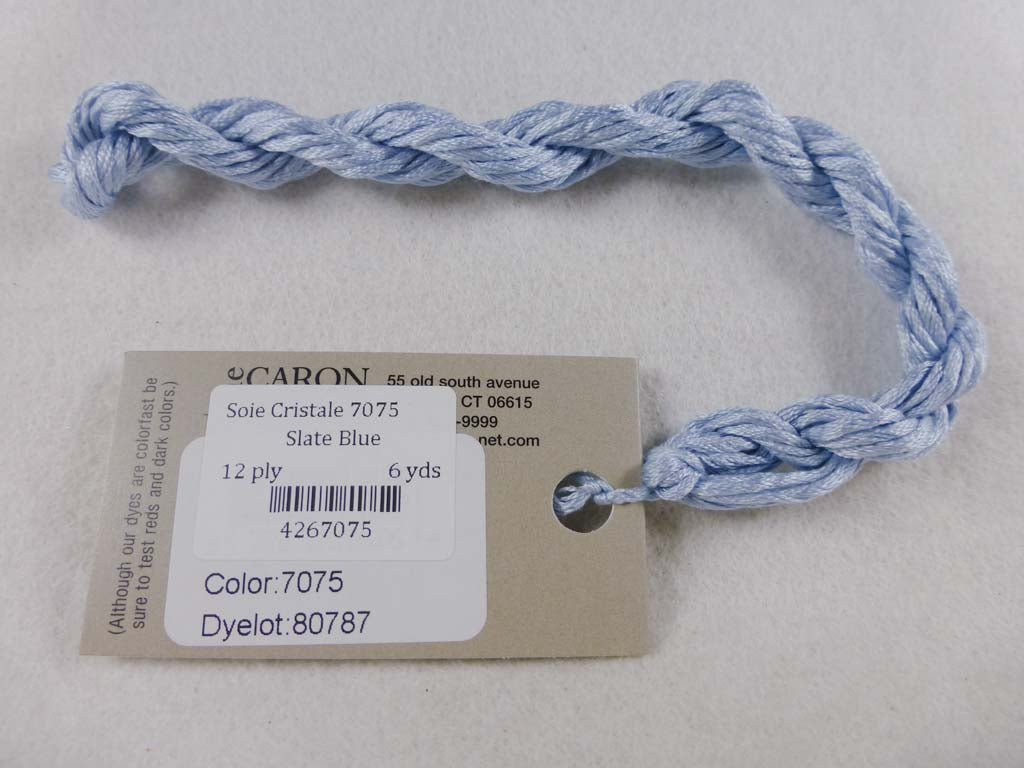 e CARON
55 old south avenue
CT 06615
-9999
net.com
Soie Cristale 7075
Slate Blue
12 ply 6 yds
4267075
Color:7075
Dyelot:80787
(Although our dyes are colorfast be
sure to test reds and dark colors.)